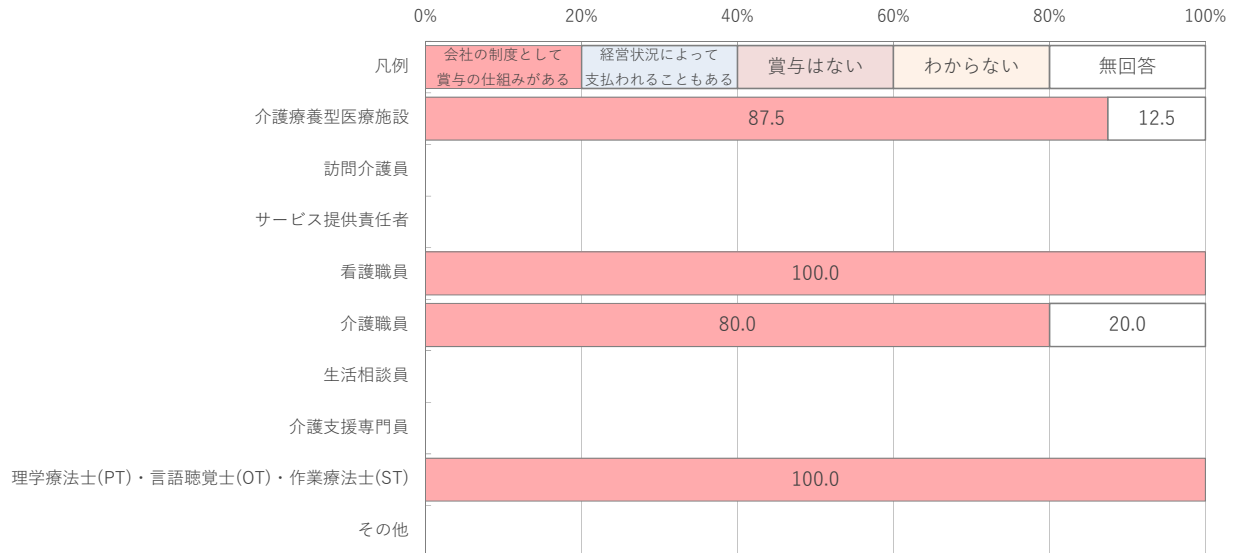 0% 20% 40% 60% 80% 100%
凡例
会社の制度として
賞与の仕組みがある
経営状況によって
支払われることもある
賞与はない
わからない
無回答
介護療養型医療施設 87.5 12.5
訪問介護員
サービス提供責任者
看護職員 100.0
介護職員 80.0 20.0
生活相談員
介護支援専門員
理学療法士(PT)・言語聴覚士(OT)・作業療法士(ST) 100.0
その他